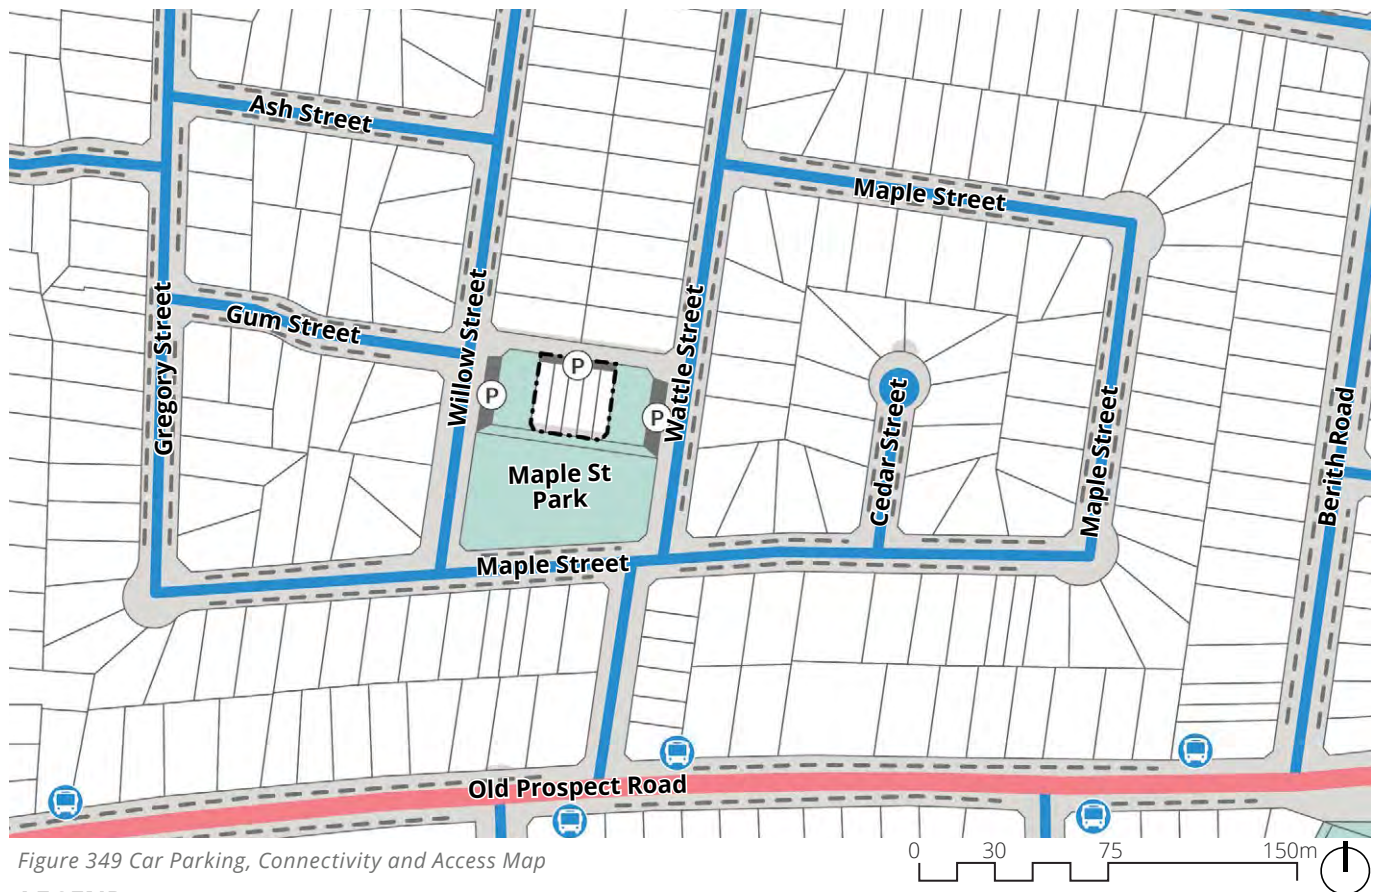 Ash Street
Maple Street
Gregory Street
Gum Street
Willow Street
Wattle Street
P
P
P
Cedar Street
Maple Street
Berith Road
Maple St
Park
Maple Street
Old Prospect Road
Figure 349 Car Parking, Connectivity and Access Map
0 30 75 150m